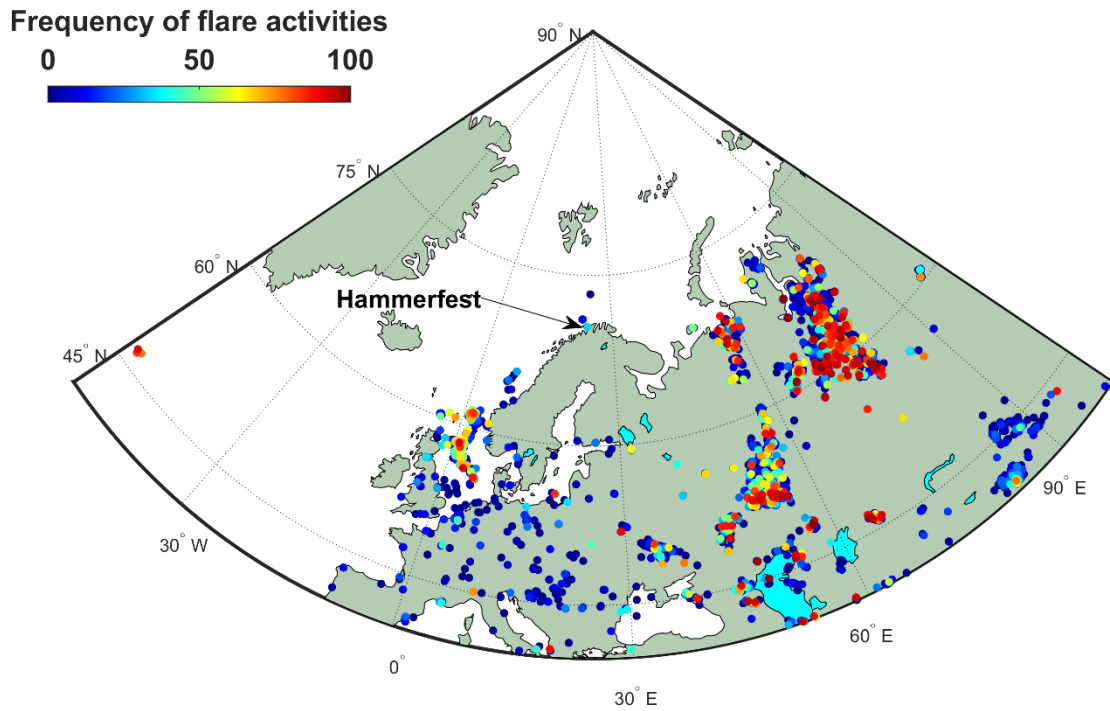 Frequency of flare activities
0 50 100
90° N
75° N
60° N
Hammerfest
45° N
90° E
30° W
60° E
0°
30° E